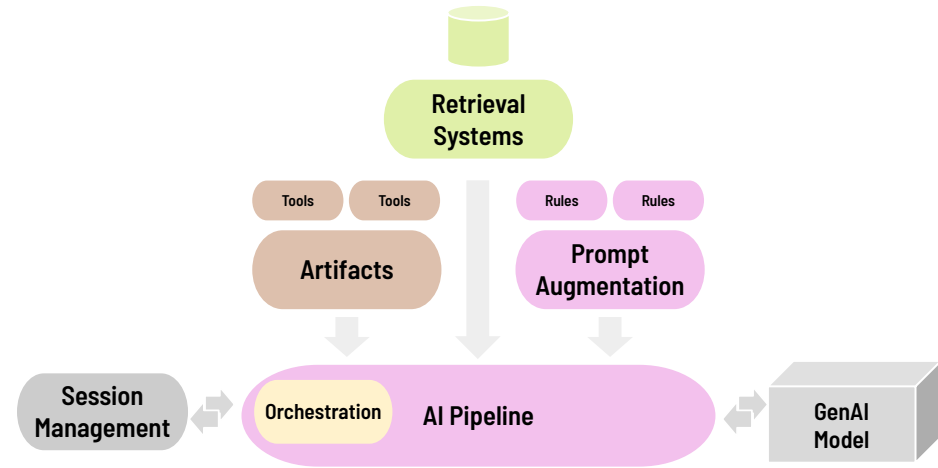 Retrieval
Systems
Tools
Tools
Rules
Rules
Artifacts
Prompt
Augmentation
Session
Management
Orchestration
AI Pipeline
GenAI
Model